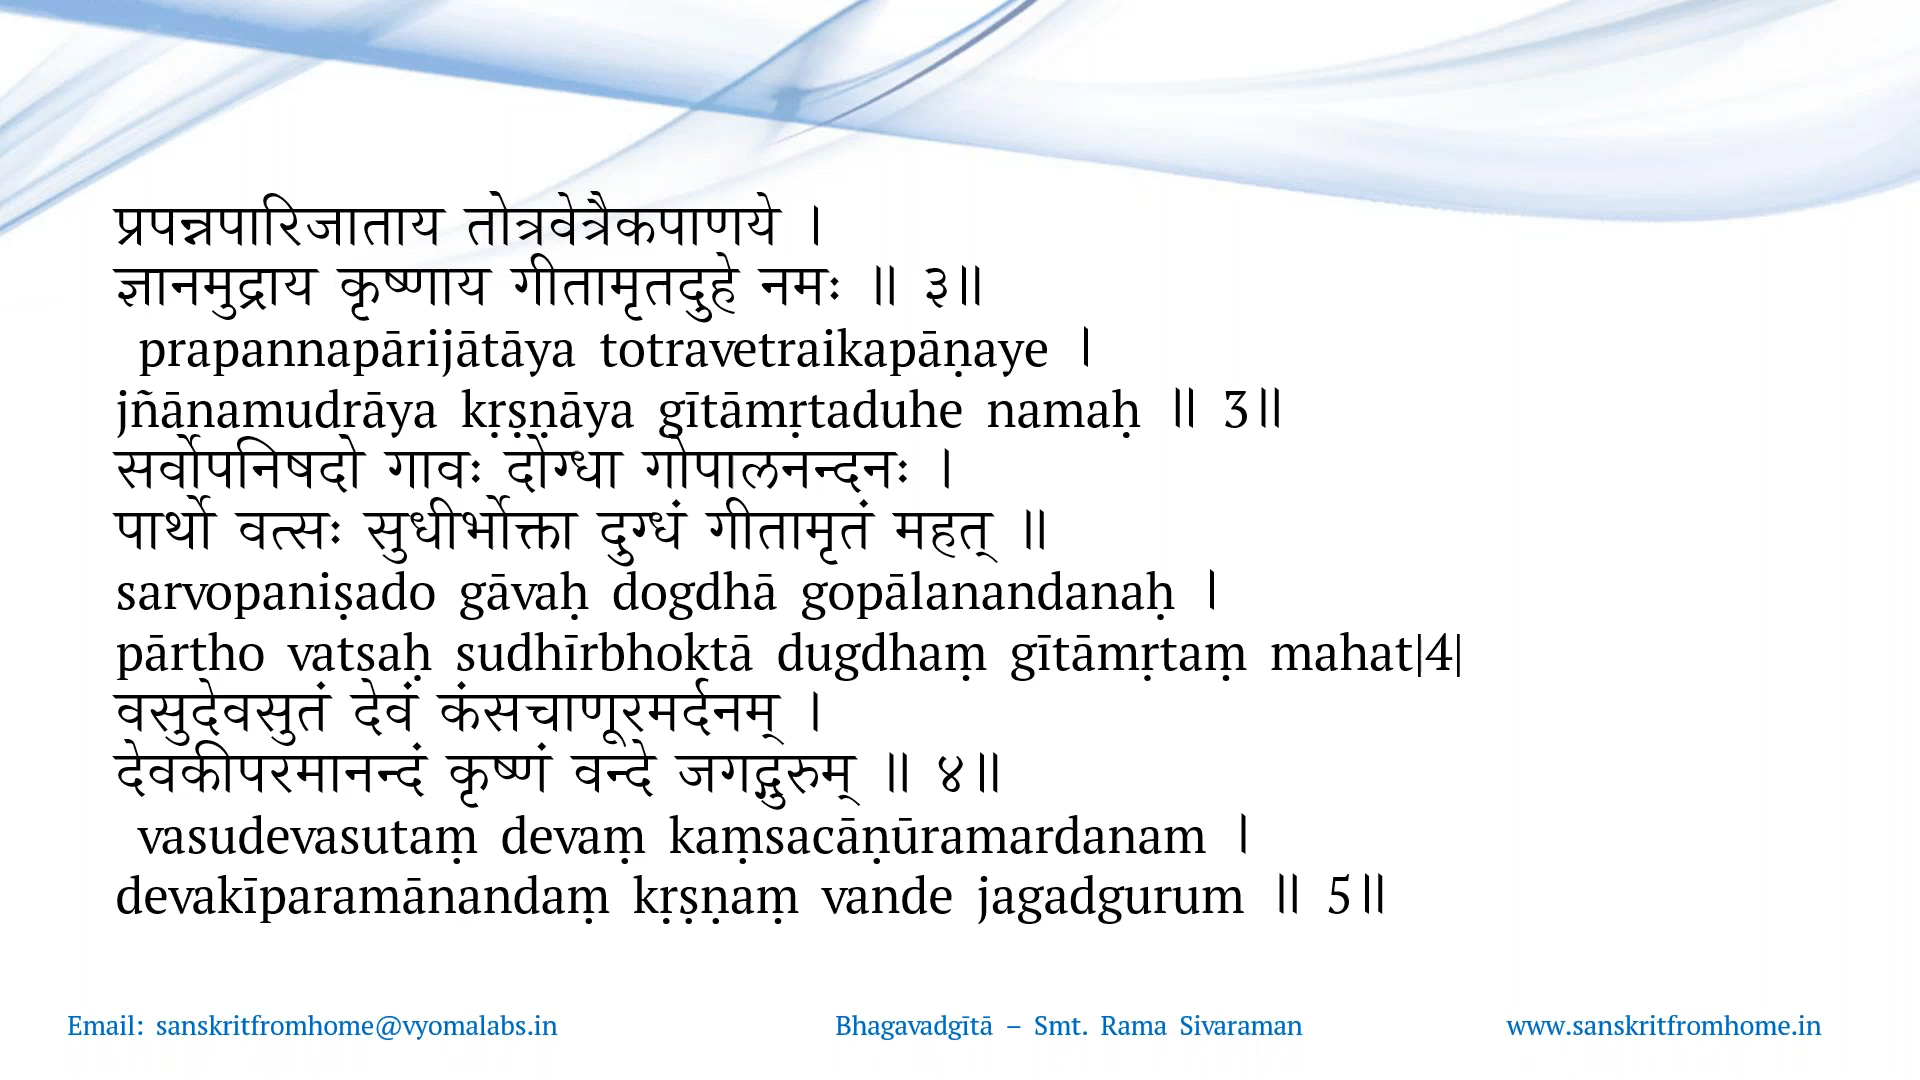 प्रपन्नपारिजाताय तोत्रवेत्रैकपाणये ।
ज्ञानमुद्राय कृष्णाय गीतामृतदुहे नमः ॥ ३॥
prapannapārijātāya totravetraikapāṇaye ।
jñānamudrāya kṛṣṇāya gītāmṛtaduhe namaḥ ॥ 3॥
सर्वोपनिषदो गावः दोग्धा गोपालनन्दनः ।
पार्थो वत्सः सुधीर्भोक्ता दुग्धं गीतामृतं महत् ॥
sarvopaniṣado gāvaḥ dogdhā gopālanandanaḥ ।
pārtho vatsaḥ sudhīrbhoktā dugdhaṃ gītāmṛtaṃ mahat|4|
वसुदेवसुतं देवं कंसचाणूरमर्दनम् ।
देवकीपरमानन्दं कृष्णं वन्दे जगद्गुरुम् ॥ ४॥
vasudevasutaṃ devaṃ kaṃsacāṇūramardanam ।
devakīparamānandaṃ kṛṣṇaṃ vande jagadgurum ॥ 5॥
Email: sanskritfromhome@vyomalabs.in Bhagavadgītā – Smt. Rama Sivaraman www.sanskritfromhome.in